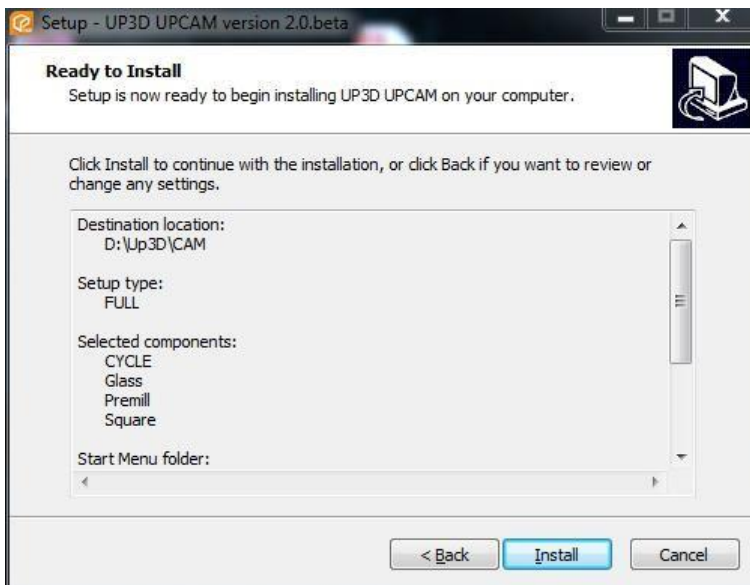 Setup - UP3D UPCAM version 2.0.beta
Ready to Install
Setup is now ready to begin installing UP3D UPCAM on your computer.
Click Install to continue with the installation, or click Back if you want to review or
change any settings.
Destination location:
D:\Up3D\CAM
Setup type:
FULL
Selected components:
CYCLE
Glass
Premill
Square
Start Menu folder:
< Back
Install
Cancel